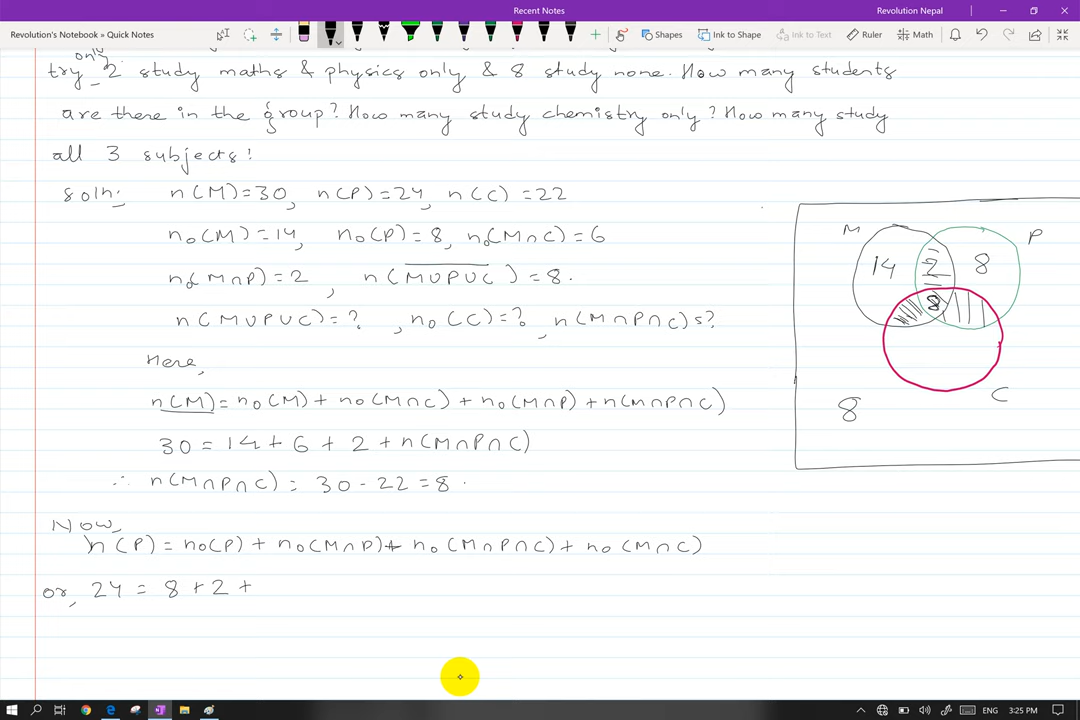 Recent Notes
Revolution Nepal
Revolution's Notebook » Quick Notes
Shapes
Ink to Shape
Ink to Text
Ruler
Math
only
try 2 study maths & physics only & 8 study none. How many students
are there in the group? How many study chemistry only? How many study
all 3 subjects?
Soln: n(M)=30, n(P)=24, n(C)=22
n₀(M)=14, n₀(P)=8, n₀(M∩C)=6
n₀(M∩P)=2, n(M∪P∪C)‾=8.
n(M∪P∪C)=?, n₀(C)=?, n(M∩P∩C)=?
Here,
n(M)=n₀(M)+n₀(M∩C)+n₀(M∩P)+n(M∩P∩C)
30=14+6+2+n(M∩P∩C)
∴ n(M∩P∩C)=30-22=8.
Now,
n(P)=n₀(P)+n₀(M∩P)+n₀(M∩P∩C)+n₀(M∩C)
or, 24=8+2+
M
P
14 2 8
8
C
8
ENG 3:25 PM